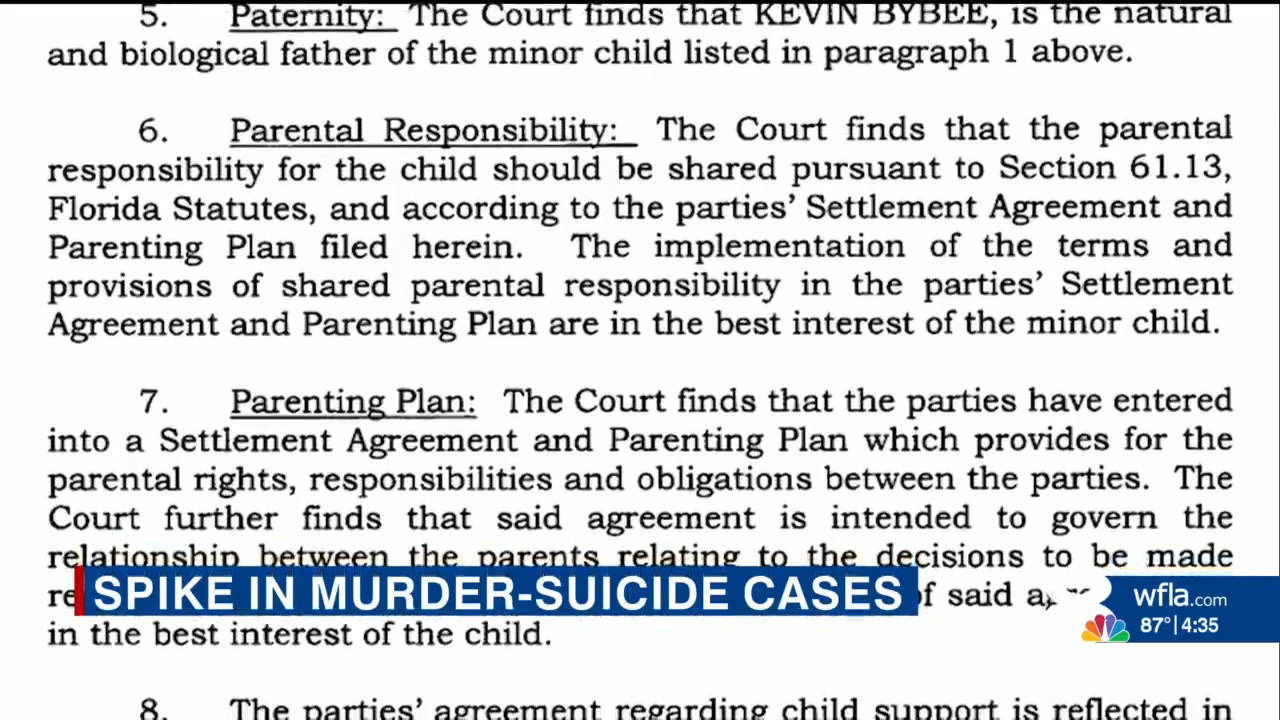 5. Paternity: The Court finds that KEVIN BYBEE, is the natural
and biological father of the minor child listed in paragraph 1 above.
6. Parental Responsibility: The Court finds that the parental
responsibility for the child should be shared pursuant to Section 61.13,
Florida Statutes, and according to the parties' Settlement Agreement and
Parenting Plan filed herein. The implementation of the terms and
provisions of shared parental responsibility in the parties' Settlement
Agreement and Parenting Plan are in the best interest of the minor child.
7. Parenting Plan: The Court finds that the parties have entered
into a Settlement Agreement and Parenting Plan which provides for the
parental rights, responsibilities and obligations between the parties. The
Court further finds that said agreement is intended to govern the
relationship between the parents relating to the decisions to be made
of said
in the best interest of the child.
8. The parties' agreement regarding child support is reflected in
SPIKE IN MURDER-SUICIDE CASES
8
wfla.com
87° | 4:35